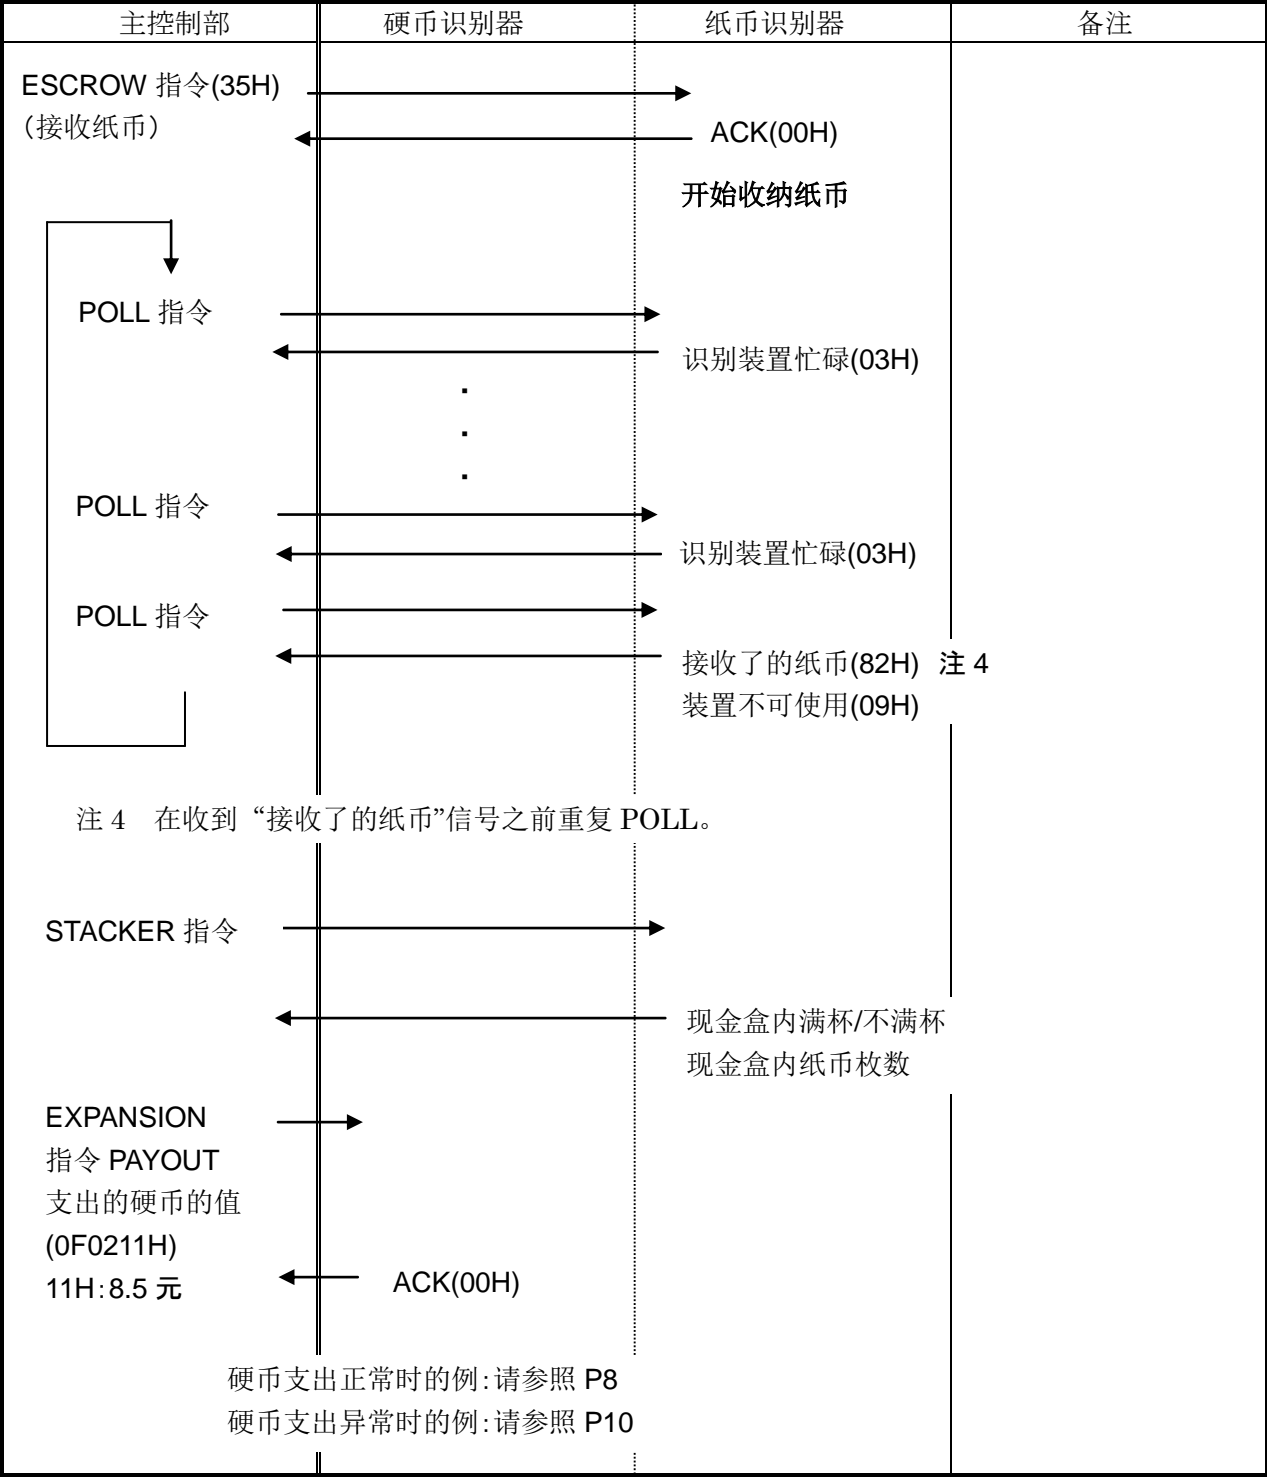 主控制部 硬币识别器 纸币识别器 备注
ESCROW 指令(35H)
（接收纸币）
ACK(00H)
开始收纳纸币
POLL 指令
识别装置忙碌(03H)
POLL 指令
识别装置忙碌(03H)
POLL 指令
接收了的纸币(82H) 注 4
装置不可使用(09H)
注 4 在收到“接收了的纸币”信号之前重复 POLL。
STACKER 指令
现金盒内满杯/不满杯
现金盒内纸币枚数
EXPANSION
指令 PAYOUT
支出的硬币的值
(0F0211H)
11H:8.5 元
ACK(00H)
硬币支出正常时的例:请参照 P8
硬币支出异常时的例:请参照 P10